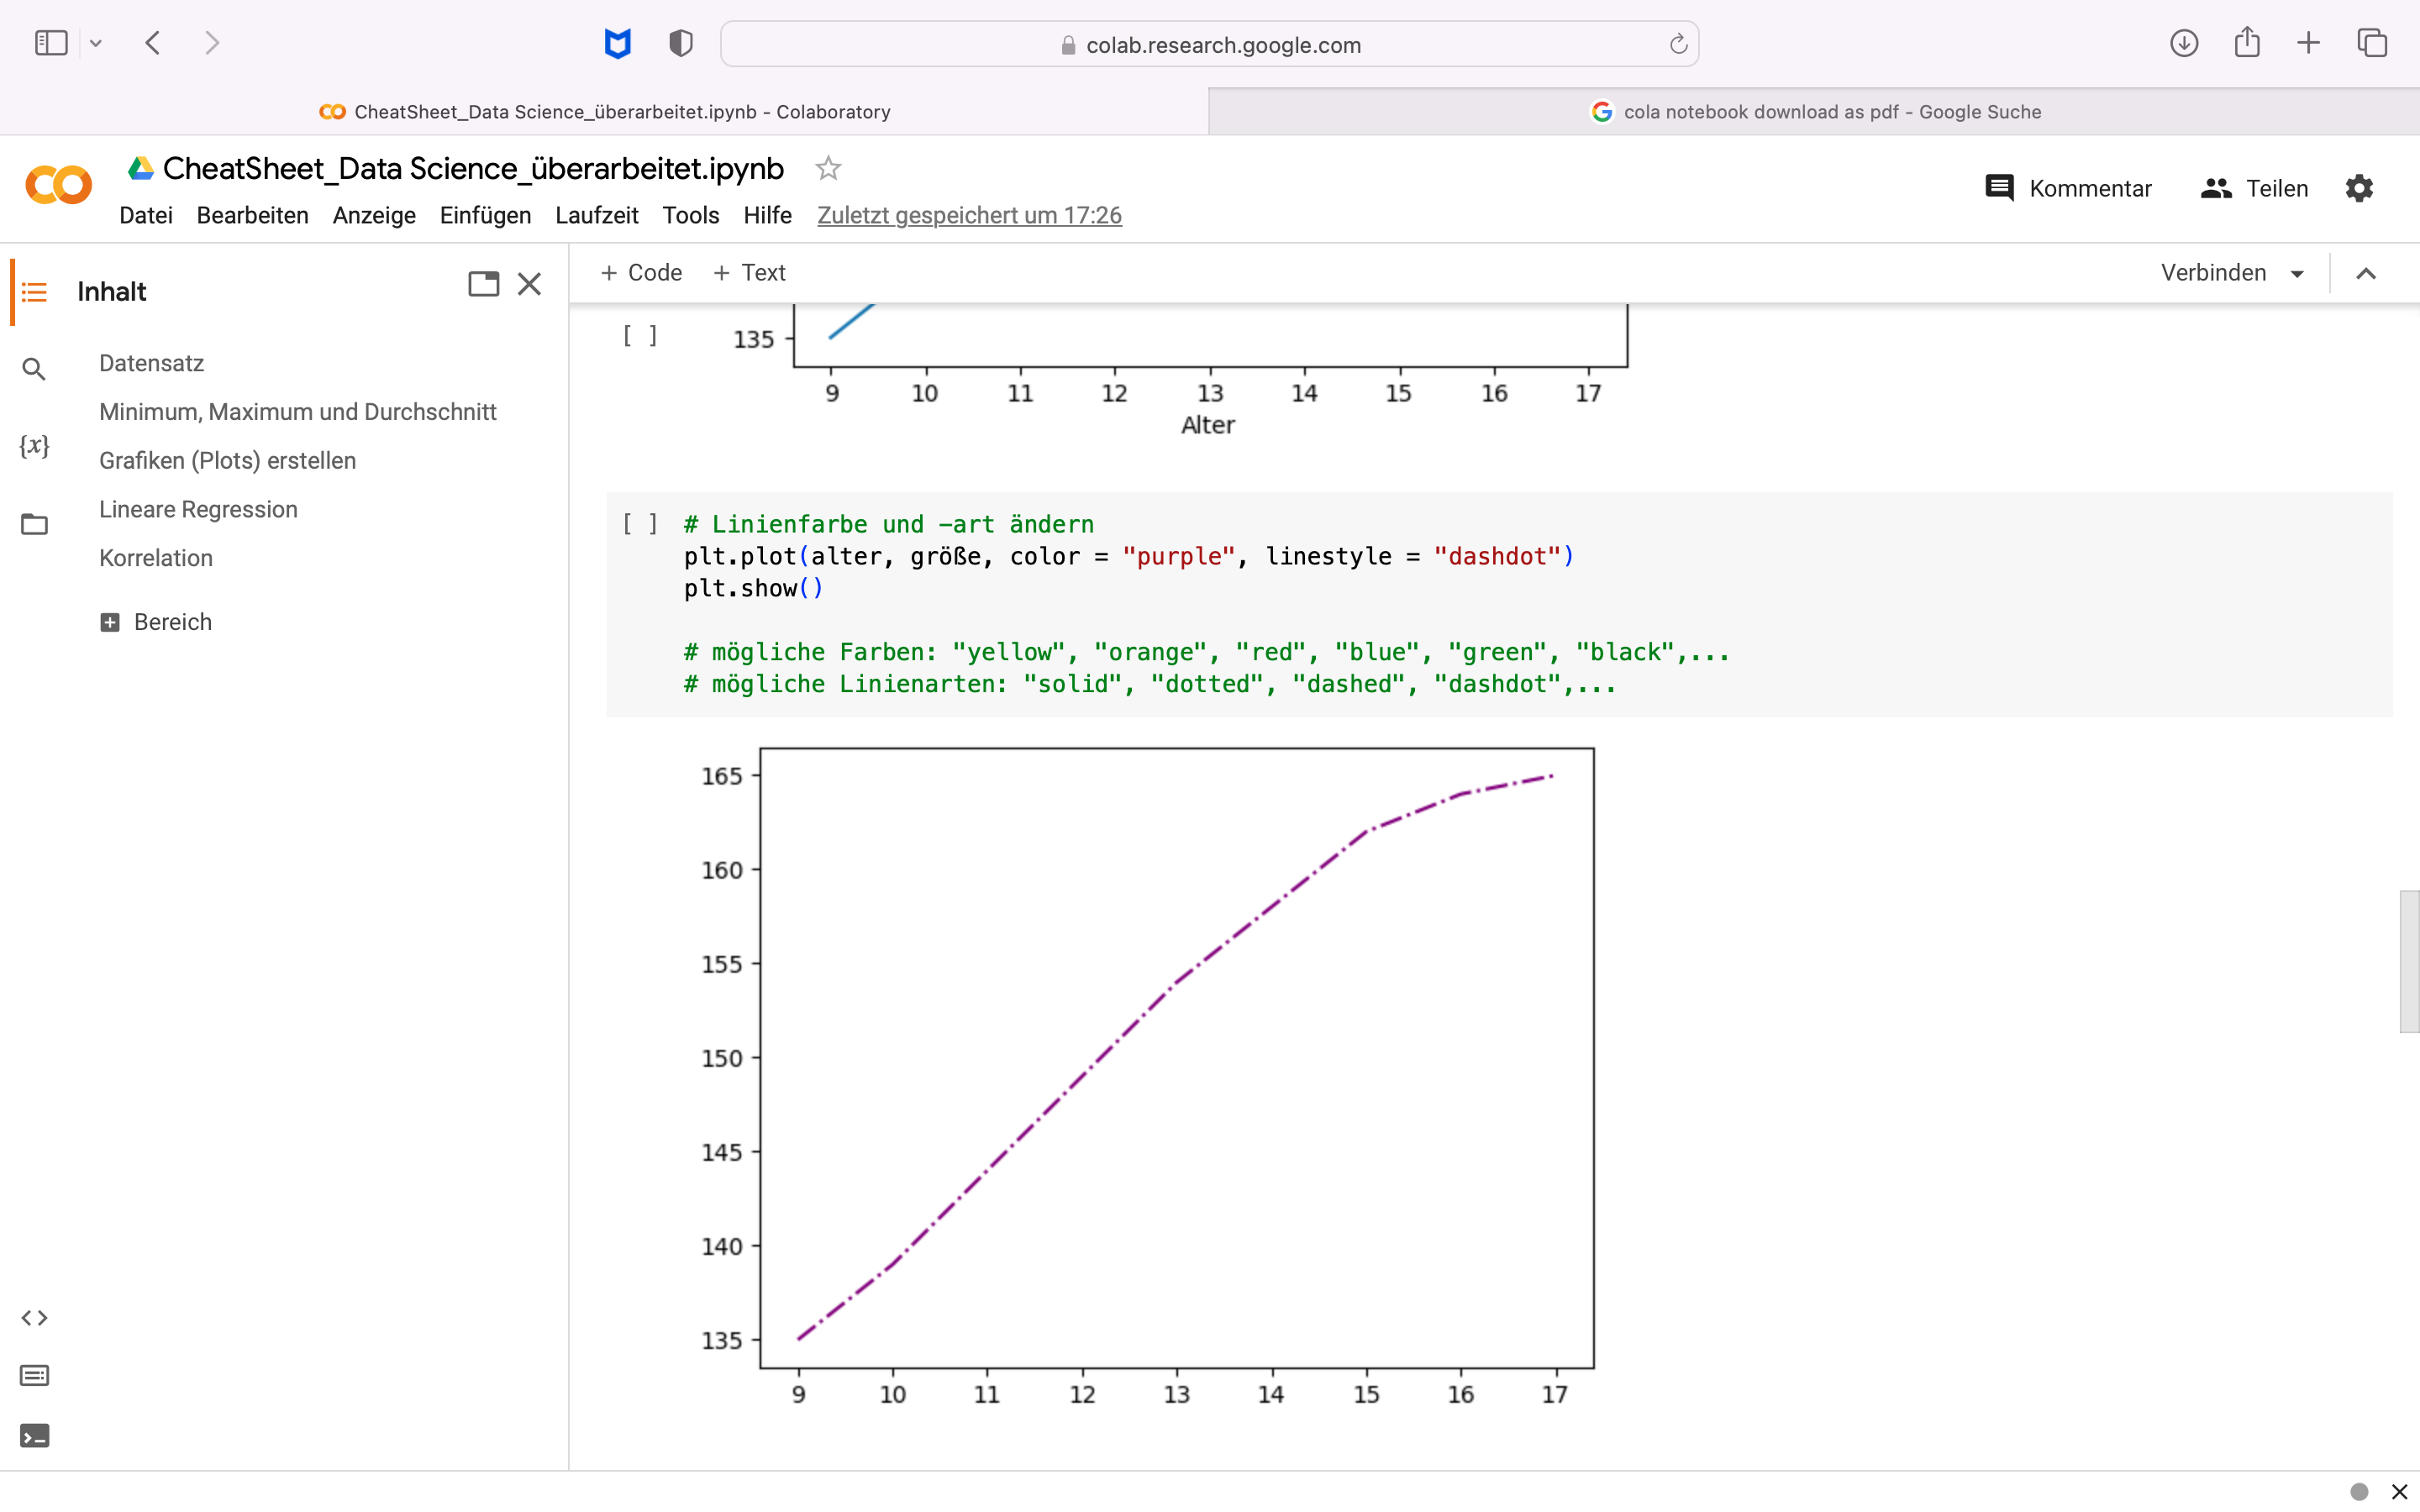 colab.research.google.com
CheatSheet_Data Science_überarbeitet.ipynb - Colaboratory
cola notebook download as pdf - Google Suche
CheatSheet_Data Science_überarbeitet.ipynb
Kommentar Teilen
Datei Bearbeiten Anzeige Einfügen Laufzeit Tools Hilfe Zuletzt gespeichert um 17:26
Inhalt
+ Code + Text
Verbinden
Datensatz
Minimum, Maximum und Durchschnitt
Grafiken (Plots) erstellen
Lineare Regression
Korrelation
Bereich
{x}
[ ]
135
9 10 11 12 13 14 15 16 17
Alter
[ ] # Linienfarbe und –art ändern
plt.plot(alter, größe, color = "purple", linestyle = "dashdot")
plt.show()
# mögliche Farben: "yellow", "orange", "red", "blue", "green", "black",...
# mögliche Linienarten: "solid", "dotted", "dashed", "dashdot",...
165
160
155
150
145
140
135
9 10 11 12 13 14 15 16 17